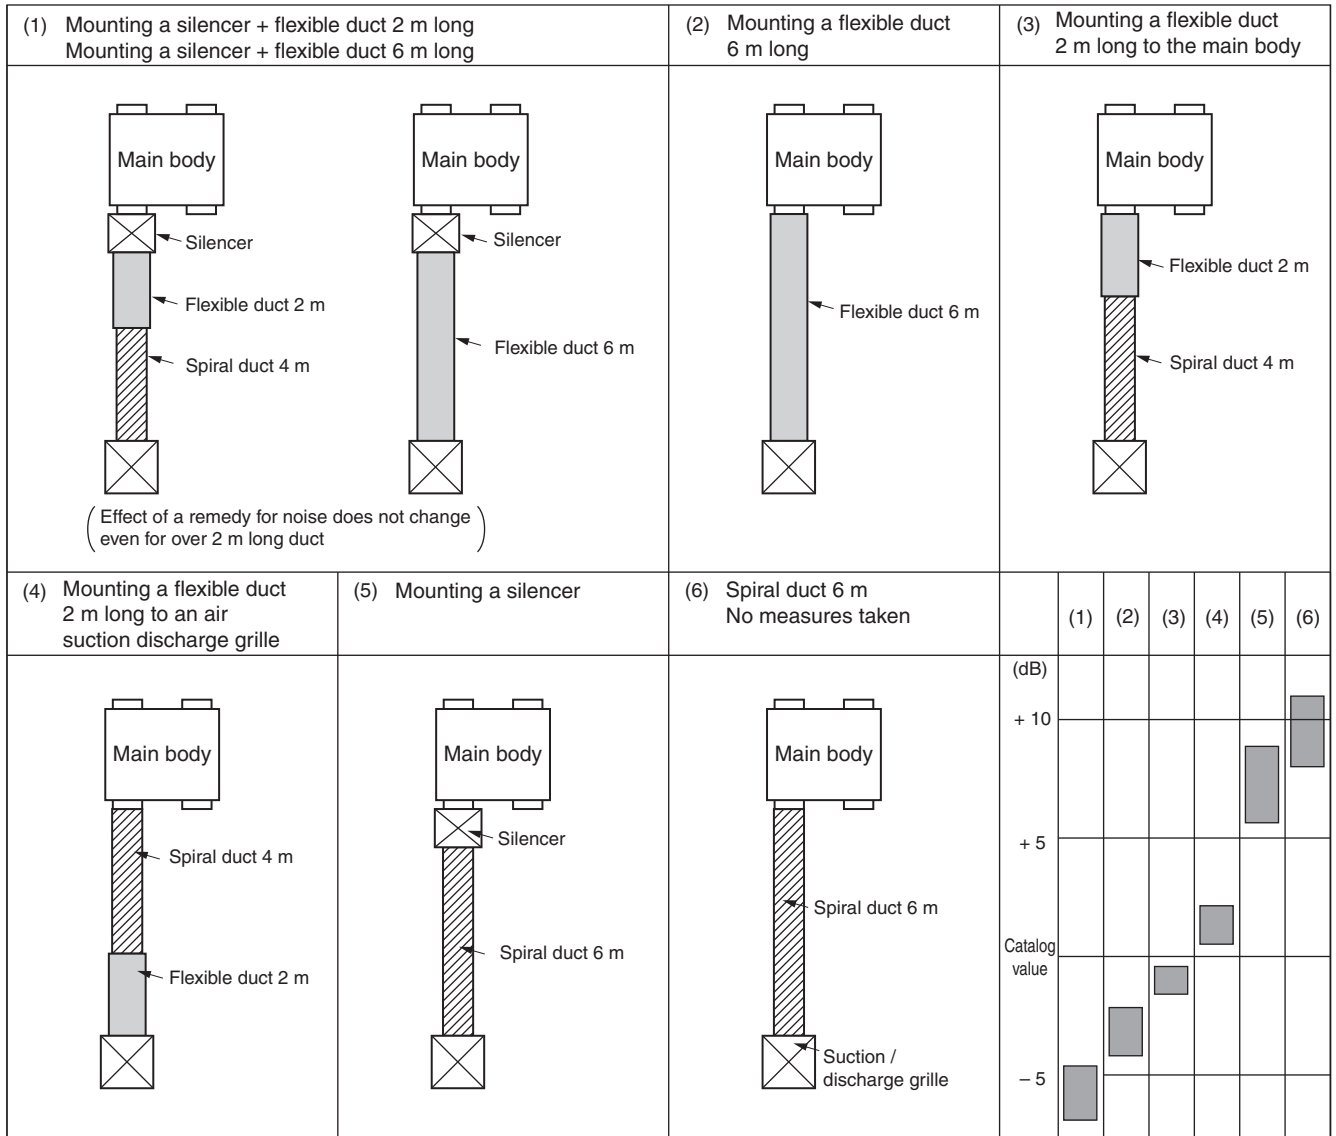 (1) Mounting a silencer + flexible duct 2 m long
Mounting a silencer + flexible duct 6 m long
(2) Mounting a flexible duct
6 m long
(3) Mounting a flexible duct
2 m long to the main body
Main body
Silencer
Flexible duct 2 m
Spiral duct 4 m
Main body
Silencer
Flexible duct 6 m
(Effect of a remedy for noise does not change
even for over 2 m long duct)
Main body
Flexible duct 6 m
Main body
Flexible duct 2 m
Spiral duct 4 m
(4) Mounting a flexible duct
2 m long to an air
suction discharge grille
(5) Mounting a silencer
(6) Spiral duct 6 m
No measures taken
Main body
Spiral duct 4 m
Flexible duct 2 m
Main body
Silencer
Spiral duct 6 m
Main body
Spiral duct 6 m
Suction /
discharge grille
(1) (2) (3) (4) (5) (6)
(dB)
+ 10
+ 5
Catalog
value
– 5